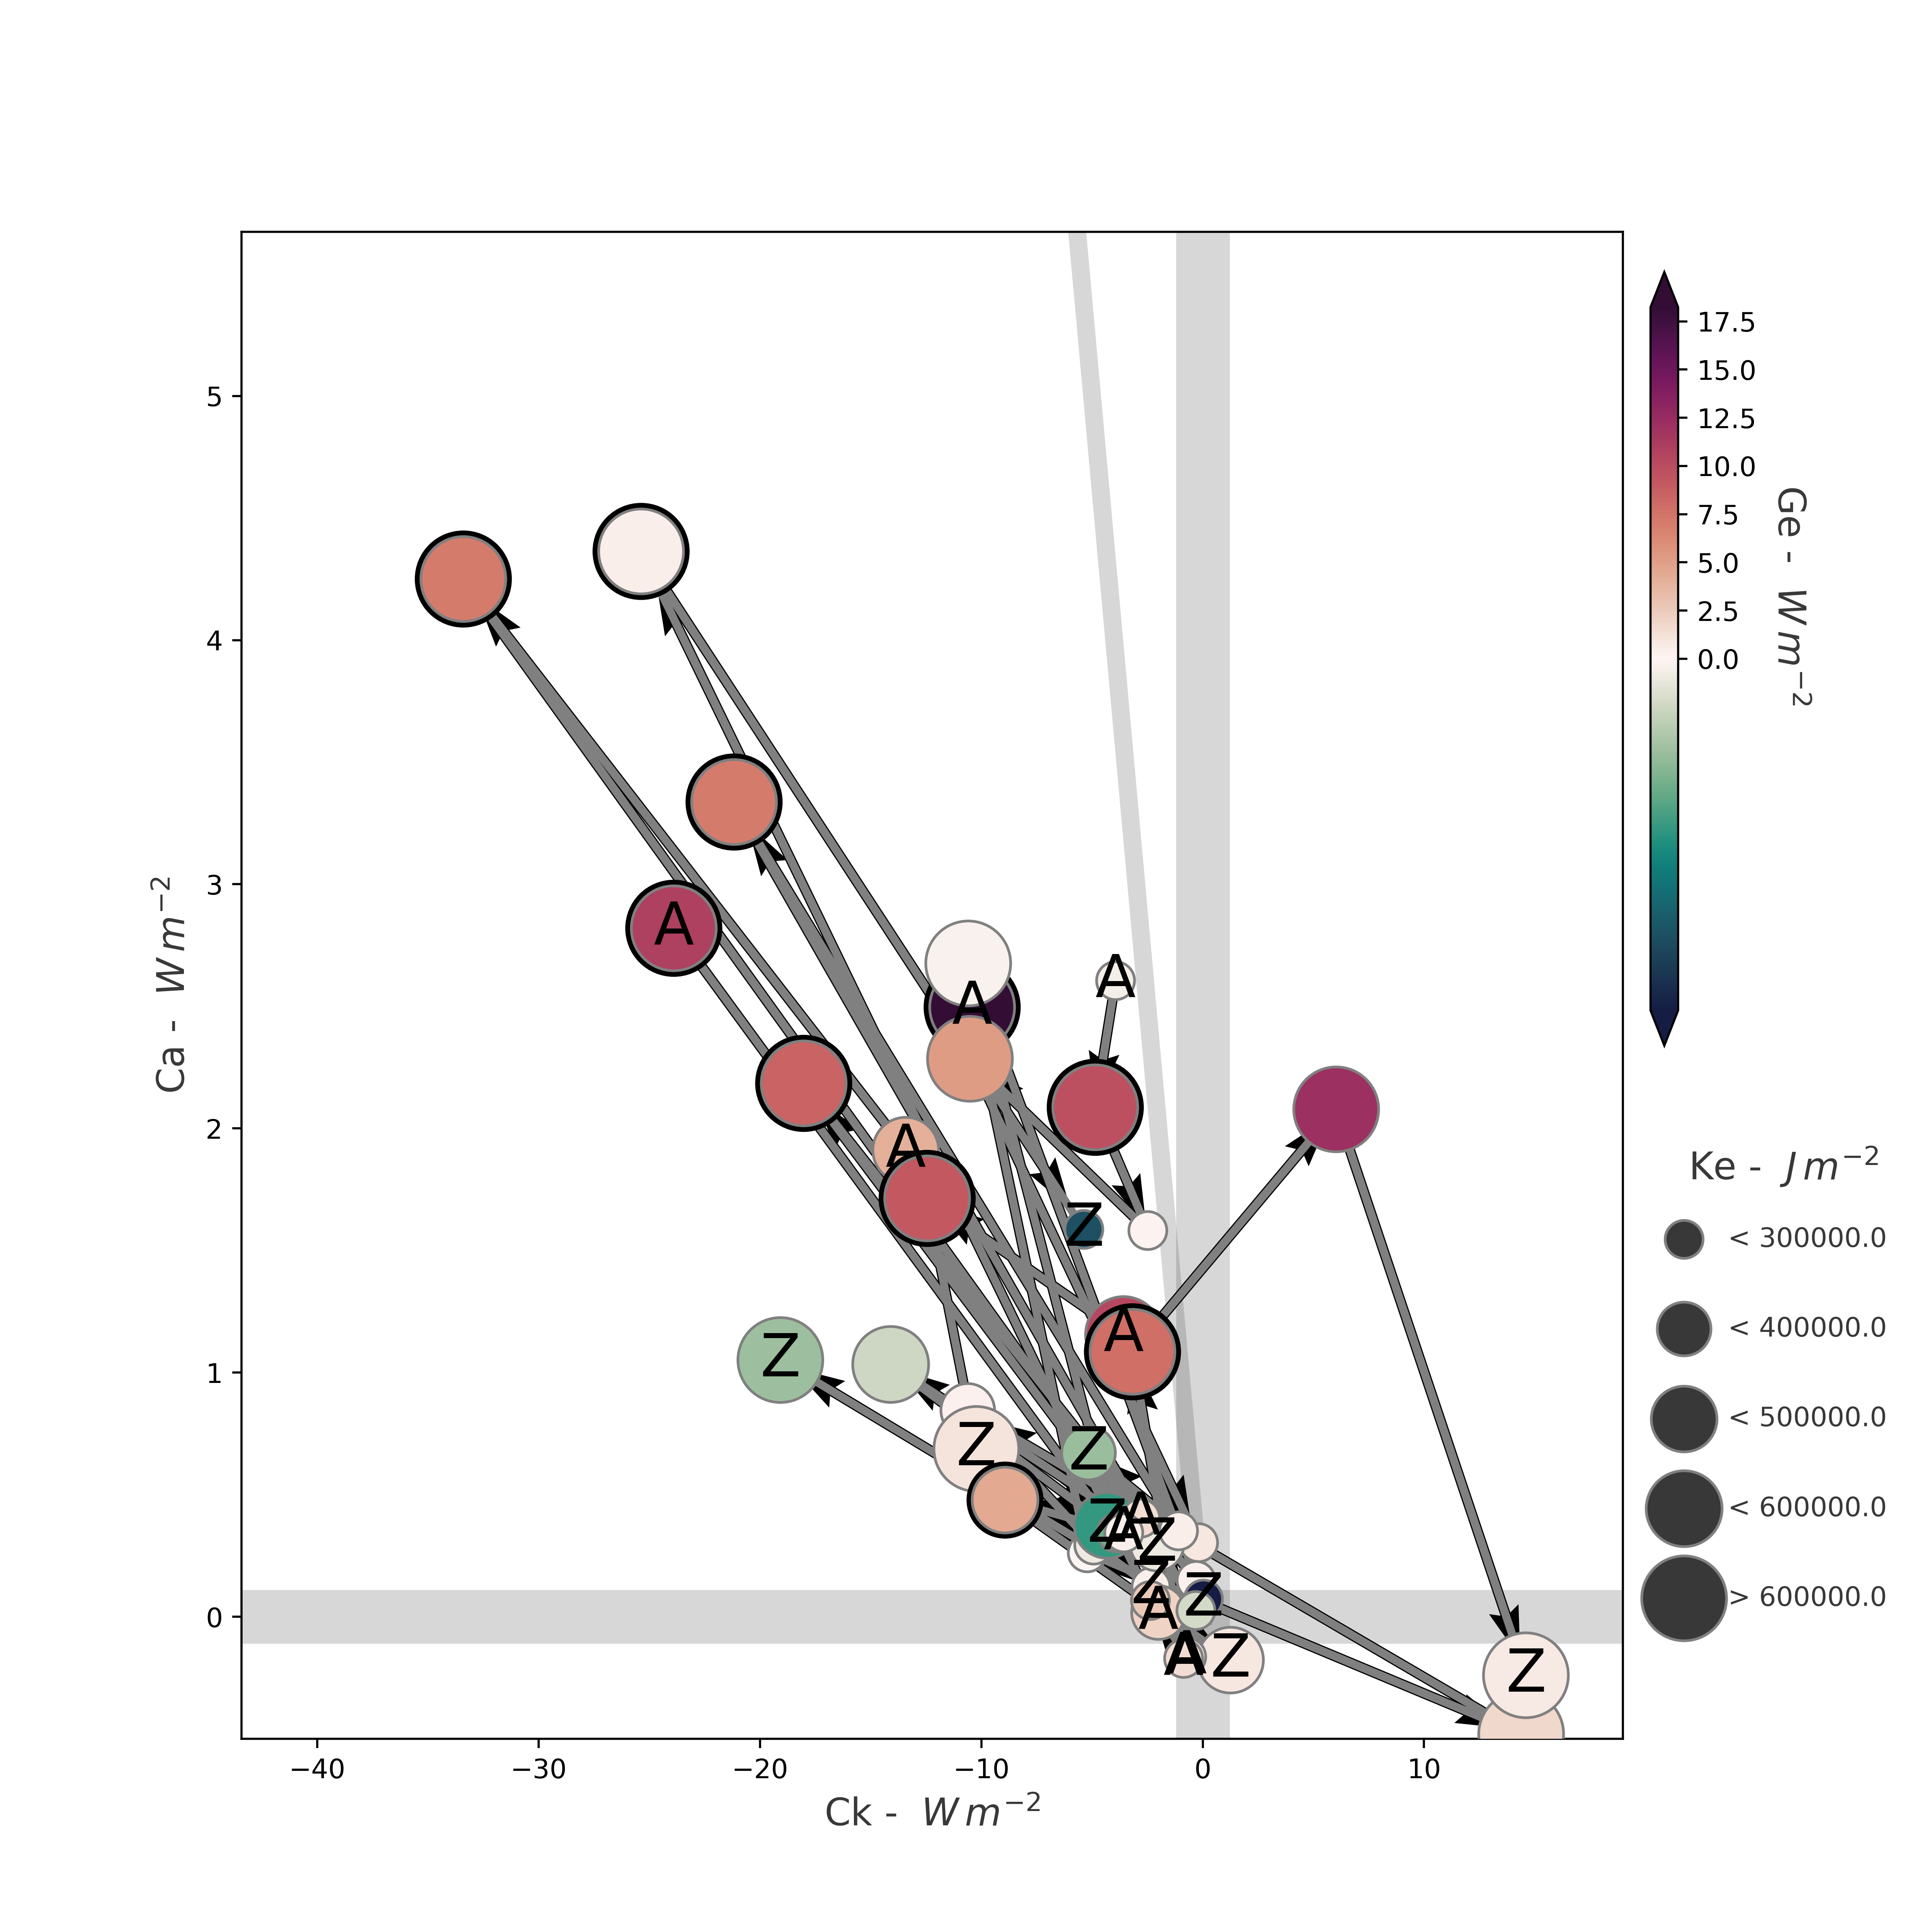 17.5
15.0
12.5
10.0
7.5
5.0
2.5
0.0
Ge - W m⁻²
5
4
3
2
1
0
Ca - W m⁻²
A
A
A
A
Z
A
Z
Z
Z
Z
Z
A
A
Z
Z
A
Z
A
Z
Z
−40
−30
−20
−10
0
10
Ck - W m⁻²
Ke - J m⁻²
< 300000.0
< 400000.0
< 500000.0
< 600000.0
> 600000.0